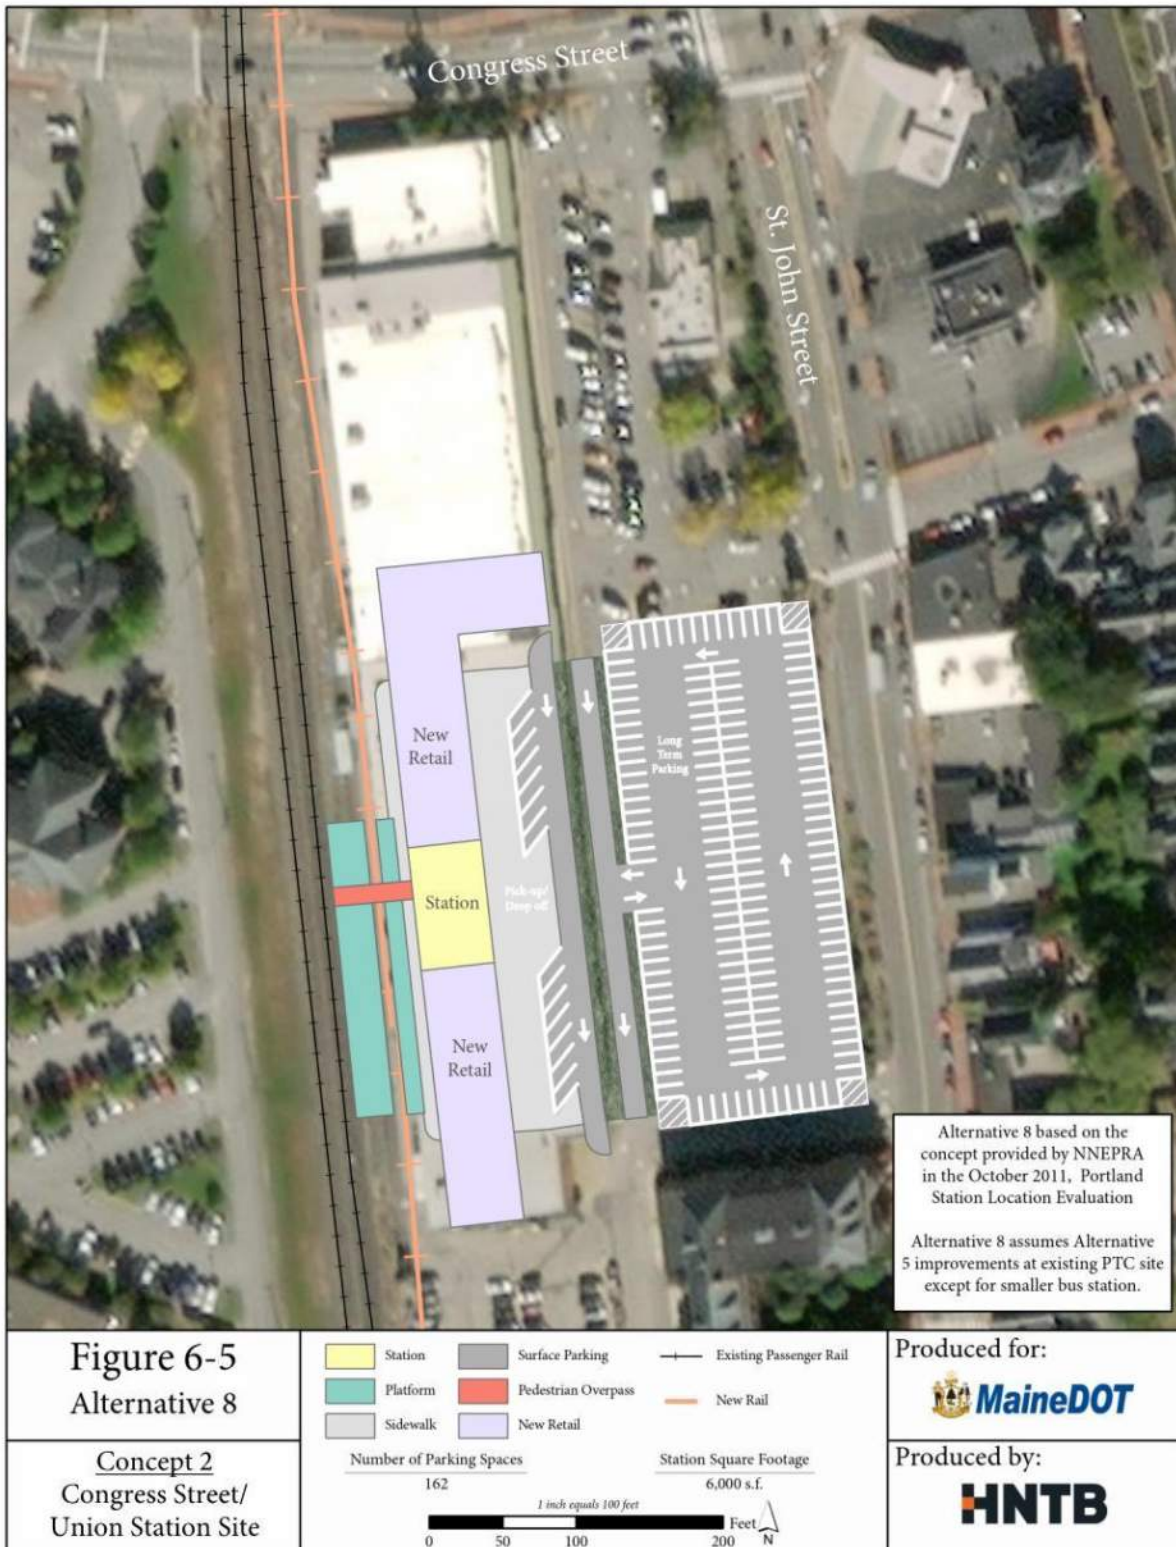 Congress Street
St. John Street
New
Retail
Long
Term
Parking
Station
Pick-up/
Drop off
New
Retail
Alternative 8 based on the
concept provided by NNEPRA
in the October 2011, Portland
Station Location Evaluation
Alternative 8 assumes Alternative
5 improvements at existing PTC site
except for smaller bus station.
Figure 6-5
Alternative 8
Concept 2
Congress Street/
Union Station Site
Station
Surface Parking
Existing Passenger Rail
Platform
Pedestrian Overpass
New Rail
Sidewalk
New Retail
Number of Parking Spaces
162
Station Square Footage
6,000 s.f.
1 inch equals 100 feet
Feet
0 50 100 200
N
Produced for:
MaineDOT
Produced by:
HNTB